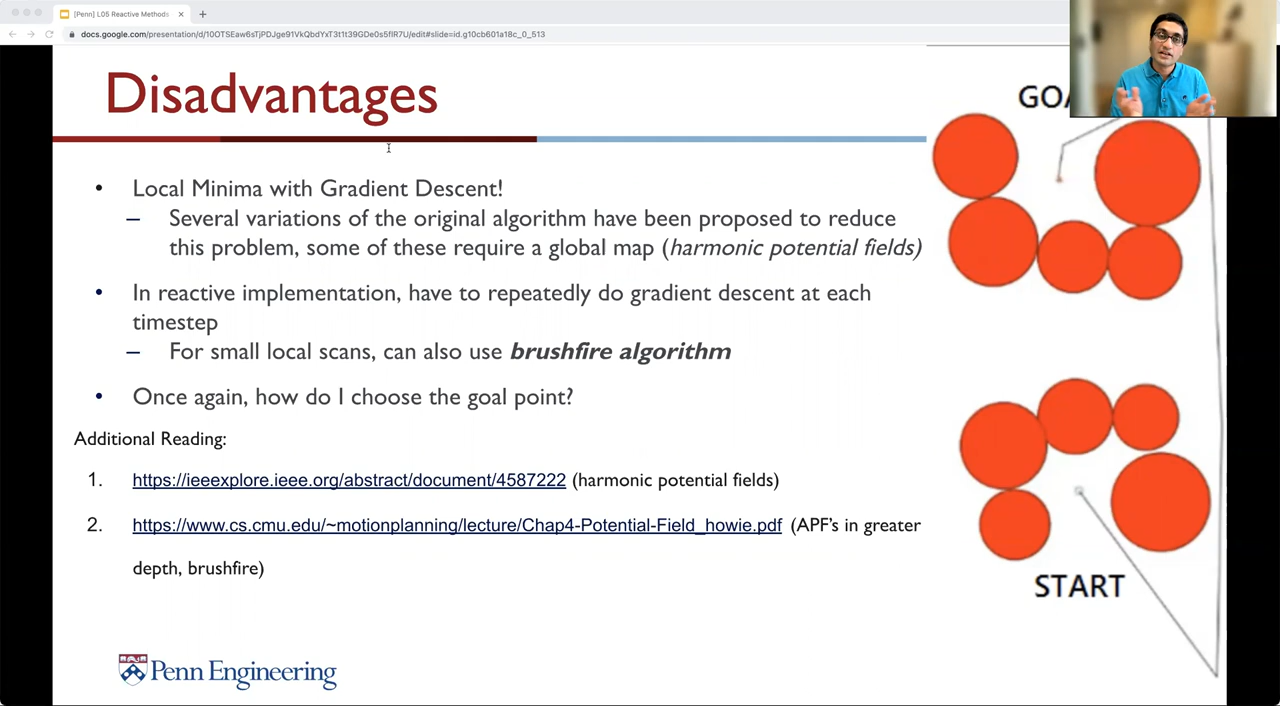 [Penn] L05 Reactive Methods
docs.google.com/presentation/d/10OTSEaw6sTjPDJge91VkQbdYxT3t1t39GDe0s5fIR7U/edit#slide=id.g10cb601a18c_0_513
Disadvantages
GOA
• Local Minima with Gradient Descent!
– Several variations of the original algorithm have been proposed to reduce
this problem, some of these require a global map (harmonic potential fields)
• In reactive implementation, have to repeatedly do gradient descent at each
timestep
– For small local scans, can also use brushfire algorithm
• Once again, how do I choose the goal point?
Additional Reading:
1. https://ieeexplore.ieee.org/abstract/document/4587222 (harmonic potential fields)
2. https://www.cs.cmu.edu/~motionplanning/lecture/Chap4-Potential-Field_howie.pdf (APF's in greater
depth, brushfire)
START
Penn Engineering